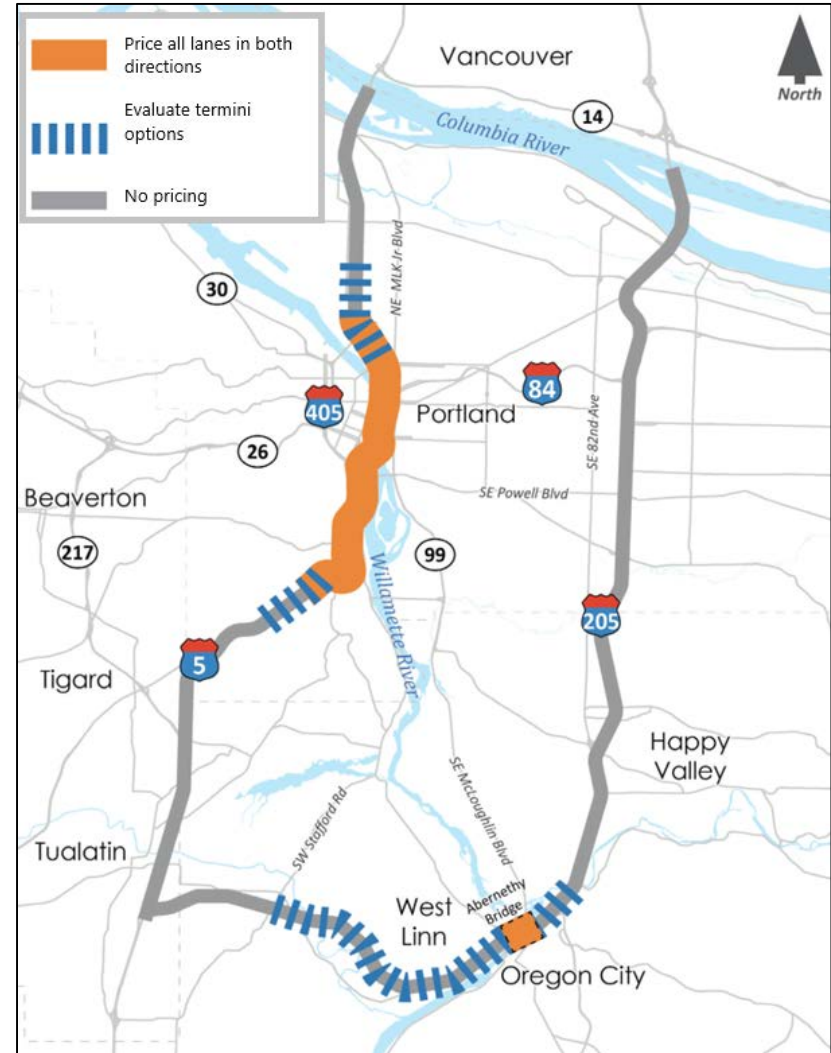 Price all lanes in both
directions
Evaluate termini
options
No pricing
Vancouver
North
14
Columbia River
NE MLK Jr Blvd
30
84
405
Portland
SE 82nd Ave
26
SE Powell Blvd
Beaverton
217
99
Willamette River
205
5
Tigard
Happy
Valley
SE McLoughlin Blvd
SW Stafford Rd
Tualatin
West
Linn
Abernethy
Bridge
Oregon City